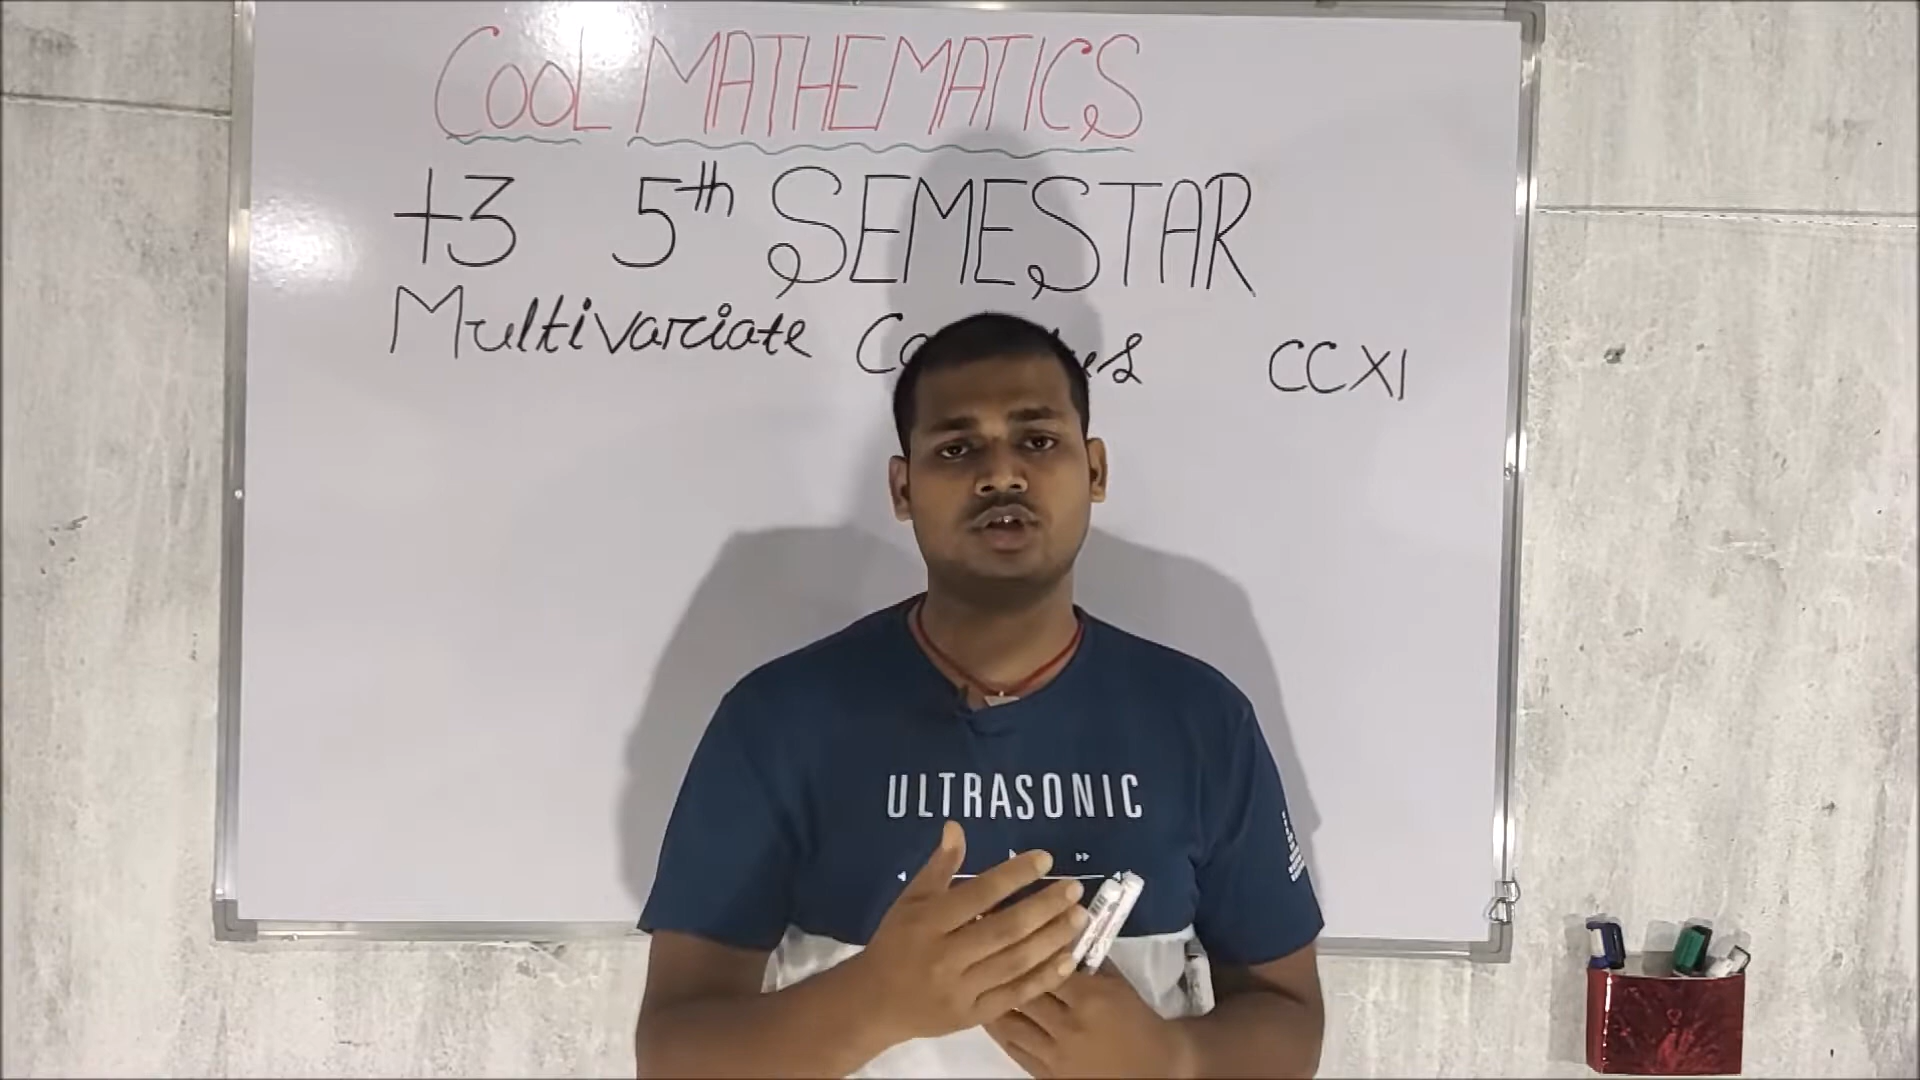 COOL MATHEMATICS
+3 5th SEMESTAR
Multivariate CCXI
ULTRASONIC